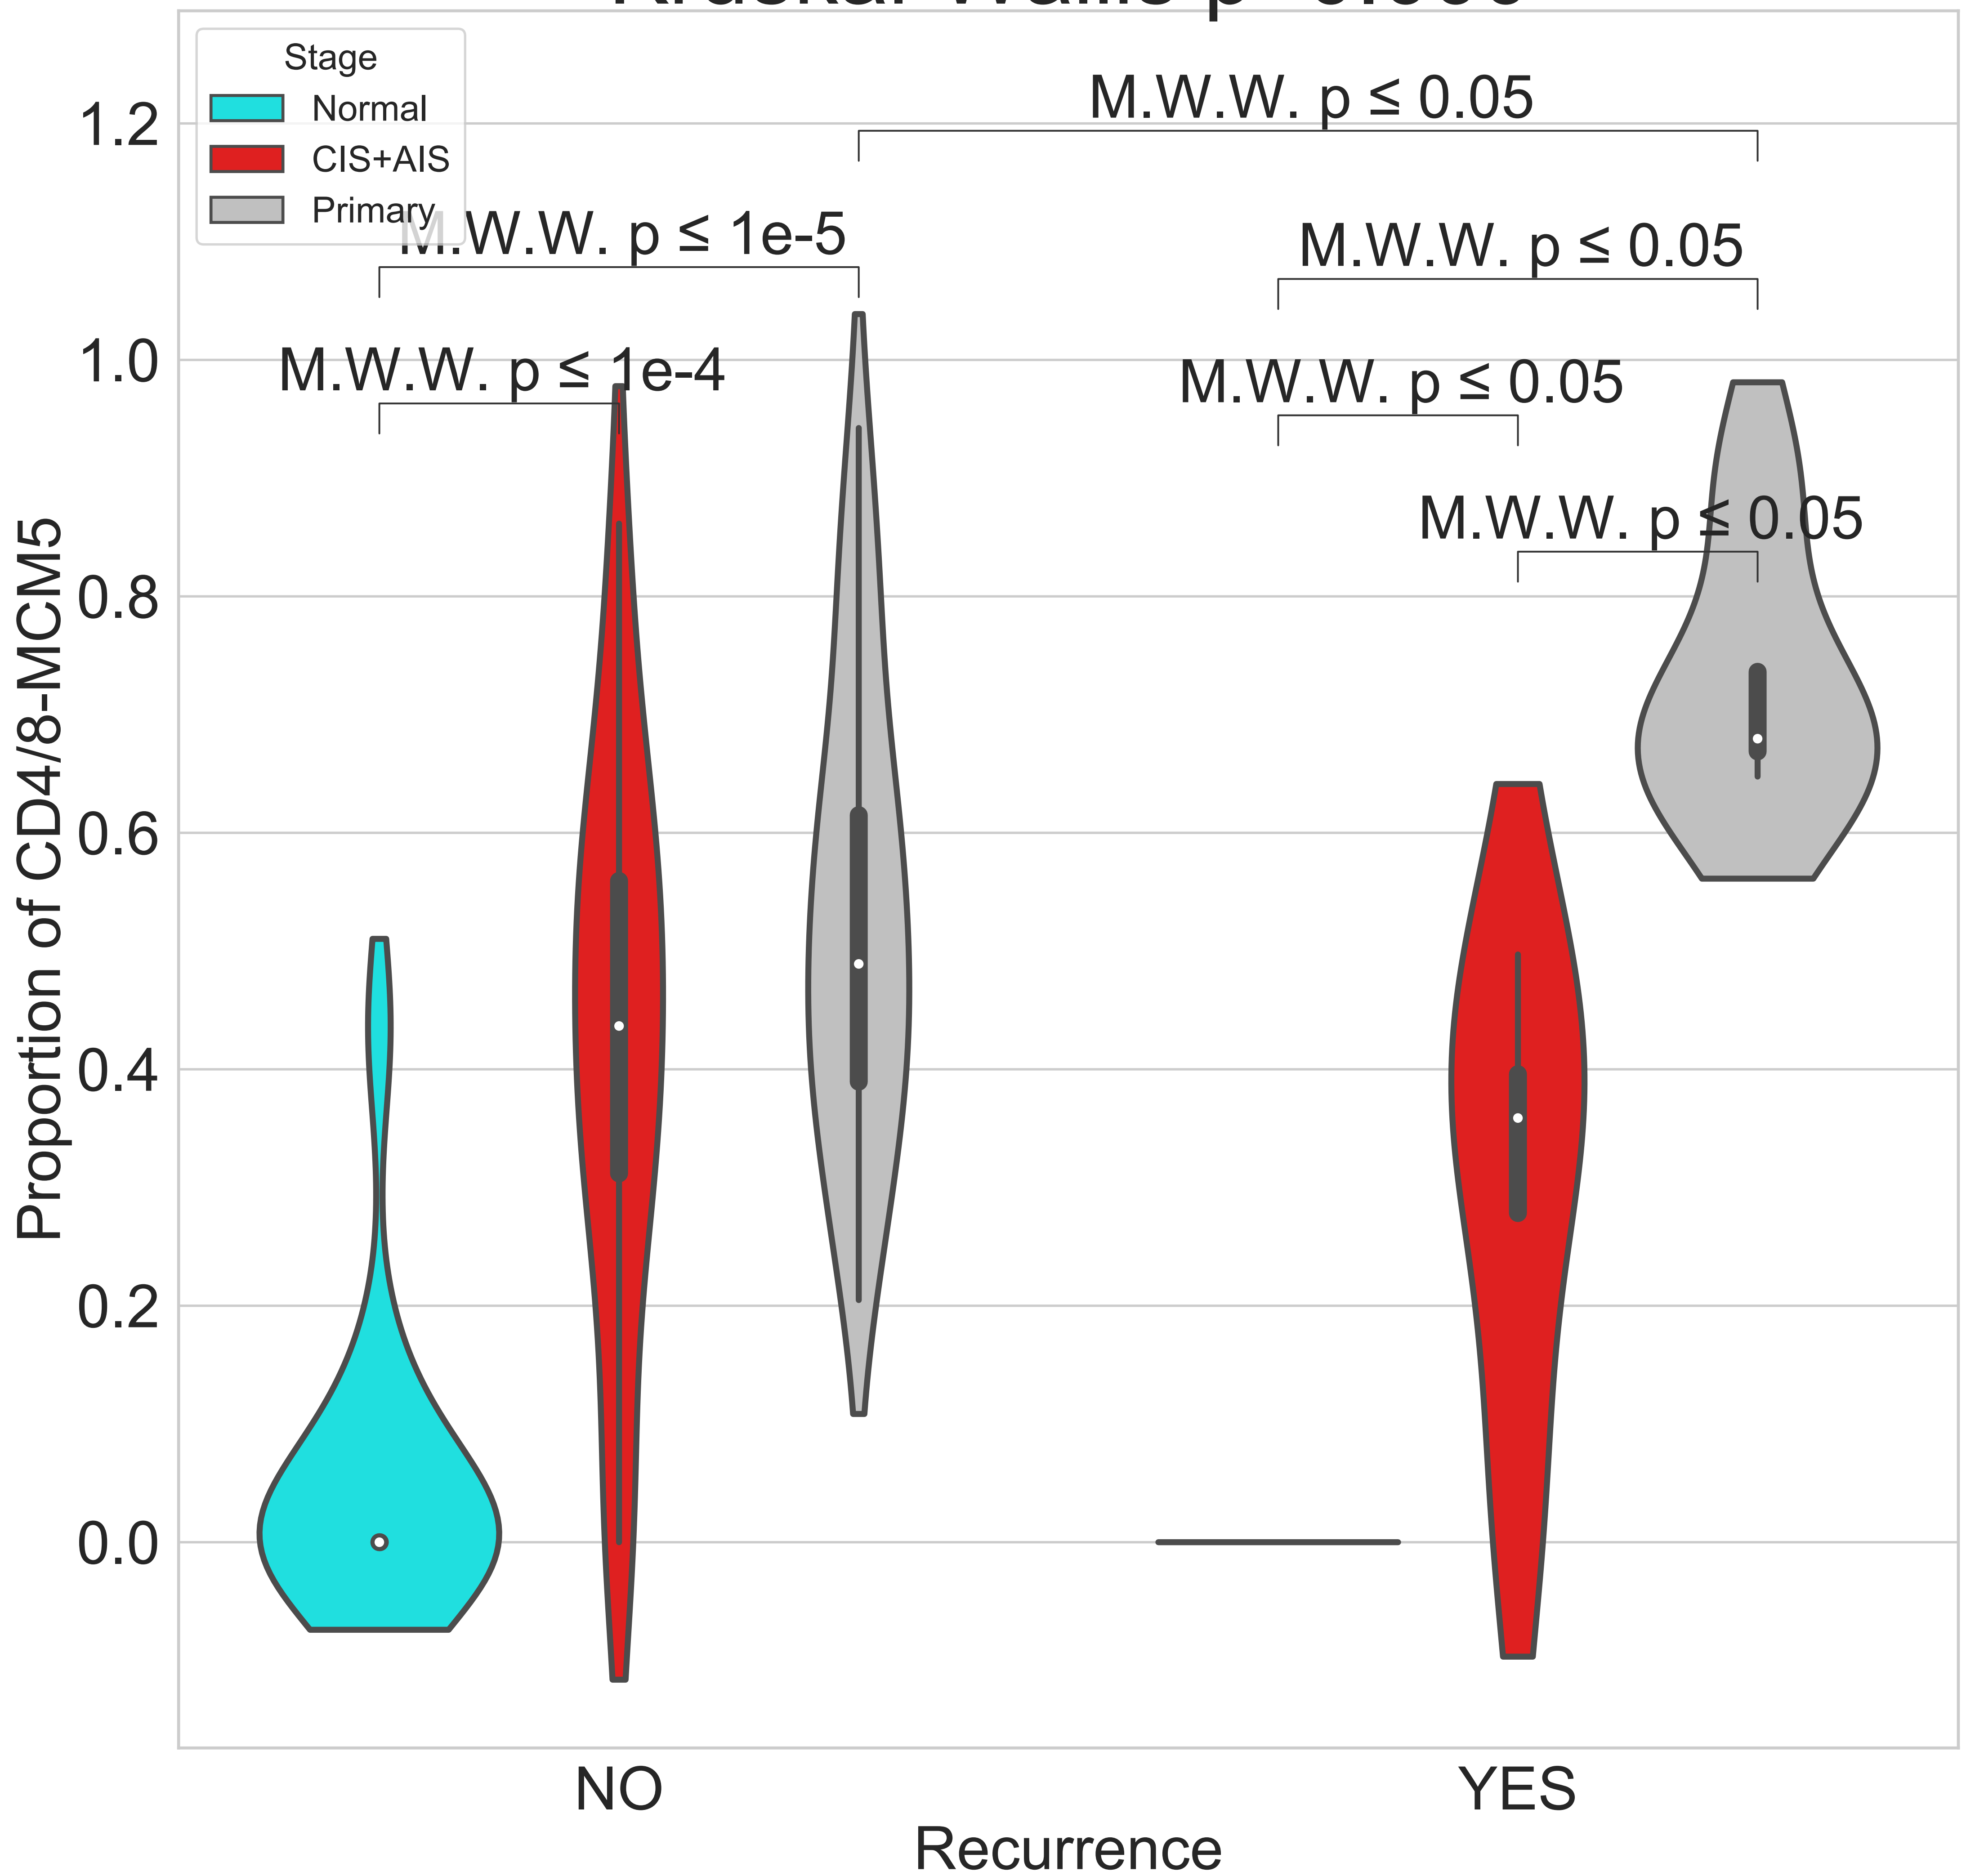 Stage
Normal
CIS+AIS
Primary
M.W.W. p ≤ 0.05
M.W.W. p ≤ 1e-5
M.W.W. p ≤ 0.05
M.W.W. p ≤ 1e-4
M.W.W. p ≤ 0.05
M.W.W. p ≤ 0.05
Proportion of CD4/8-MCM5
1.2
1.0
0.8
0.6
0.4
0.2
0.0
NO
YES
Recurrence